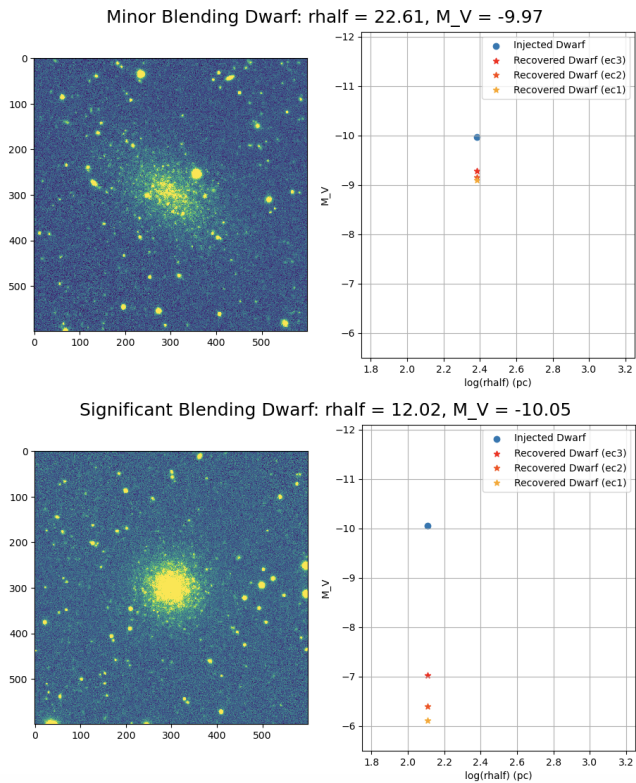 Minor Blending Dwarf: rhalf = 22.61, M_V = -9.97
0
100
200
300
400
500
0 100 200 300 400 500
−12
−11
−10
−9
−8
−7
−6
M_V
Injected Dwarf
Recovered Dwarf (ec3)
Recovered Dwarf (ec2)
Recovered Dwarf (ec1)
1.8 2.0 2.2 2.4 2.6 2.8 3.0 3.2
log(rhalf) (pc)
Significant Blending Dwarf: rhalf = 12.02, M_V = -10.05
0
100
200
300
400
500
0 100 200 300 400 500
−12
−11
−10
−9
−8
−7
−6
M_V
Injected Dwarf
Recovered Dwarf (ec3)
Recovered Dwarf (ec2)
Recovered Dwarf (ec1)
1.8 2.0 2.2 2.4 2.6 2.8 3.0 3.2
log(rhalf) (pc)